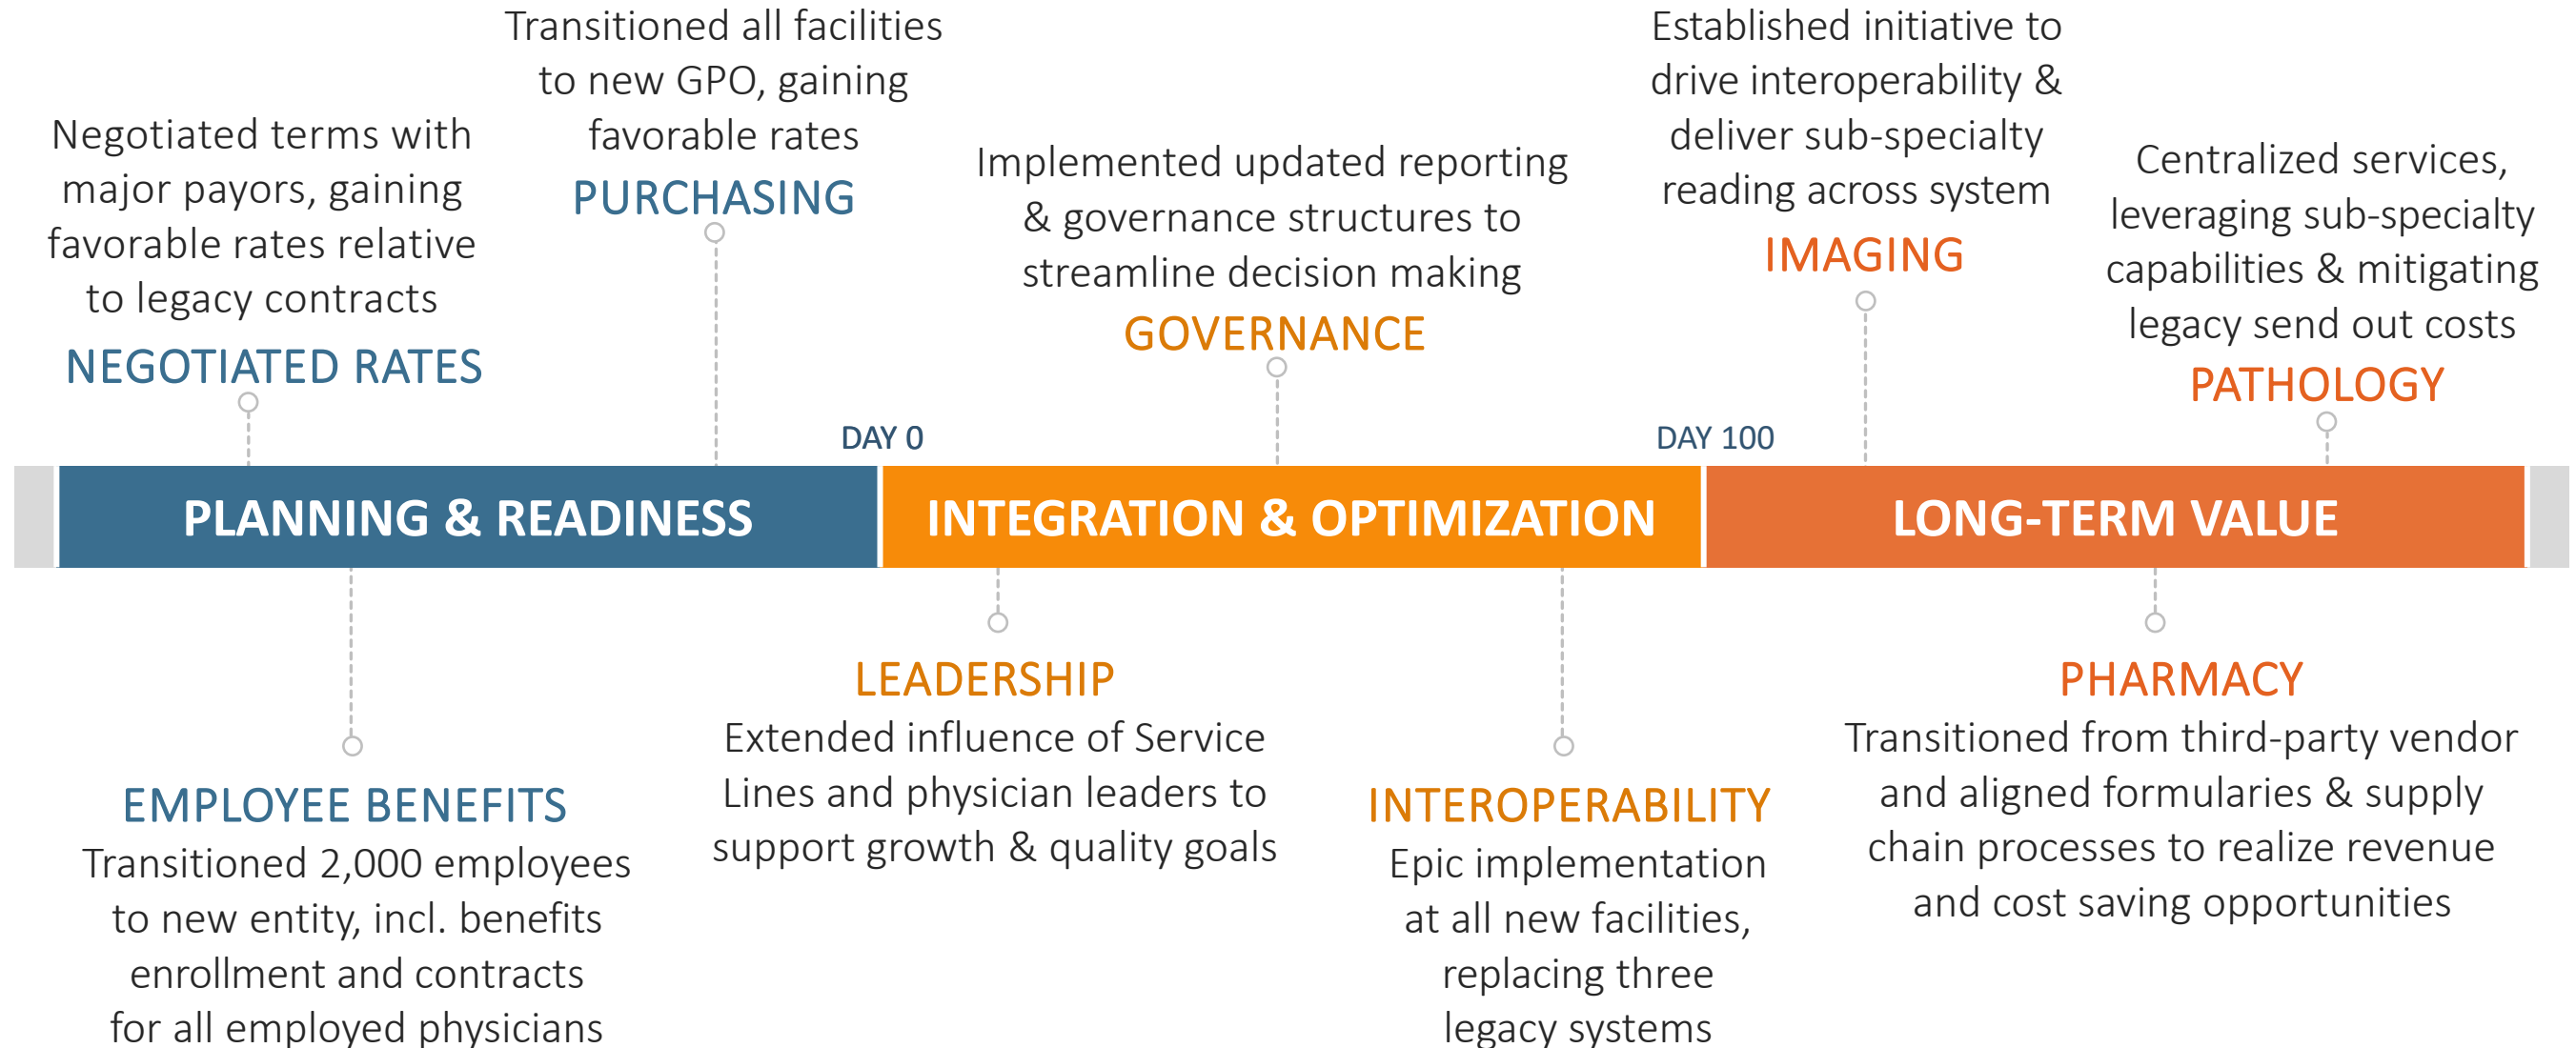 Negotiated terms with
major payors, gaining
favorable rates relative
to legacy contracts
NEGOTIATED RATES
Transitioned all facilities
to new GPO, gaining
favorable rates
PURCHASING
Implemented updated reporting
& governance structures to
streamline decision making
GOVERNANCE
Established initiative to
drive interoperability &
deliver sub-specialty
reading across system
IMAGING
Centralized services,
leveraging sub-specialty
capabilities & mitigating
legacy send out costs
PATHOLOGY
DAY 0
DAY 100
PLANNING & READINESS
INTEGRATION & OPTIMIZATION
LONG-TERM VALUE
EMPLOYEE BENEFITS
Transitioned 2,000 employees
to new entity, incl. benefits
enrollment and contracts
for all employed physicians
LEADERSHIP
Extended influence of Service
Lines and physician leaders to
support growth & quality goals
INTEROPERABILITY
Epic implementation
at all new facilities,
replacing three
legacy systems
PHARMACY
Transitioned from third-party vendor
and aligned formularies & supply
chain processes to realize revenue
and cost saving opportunities